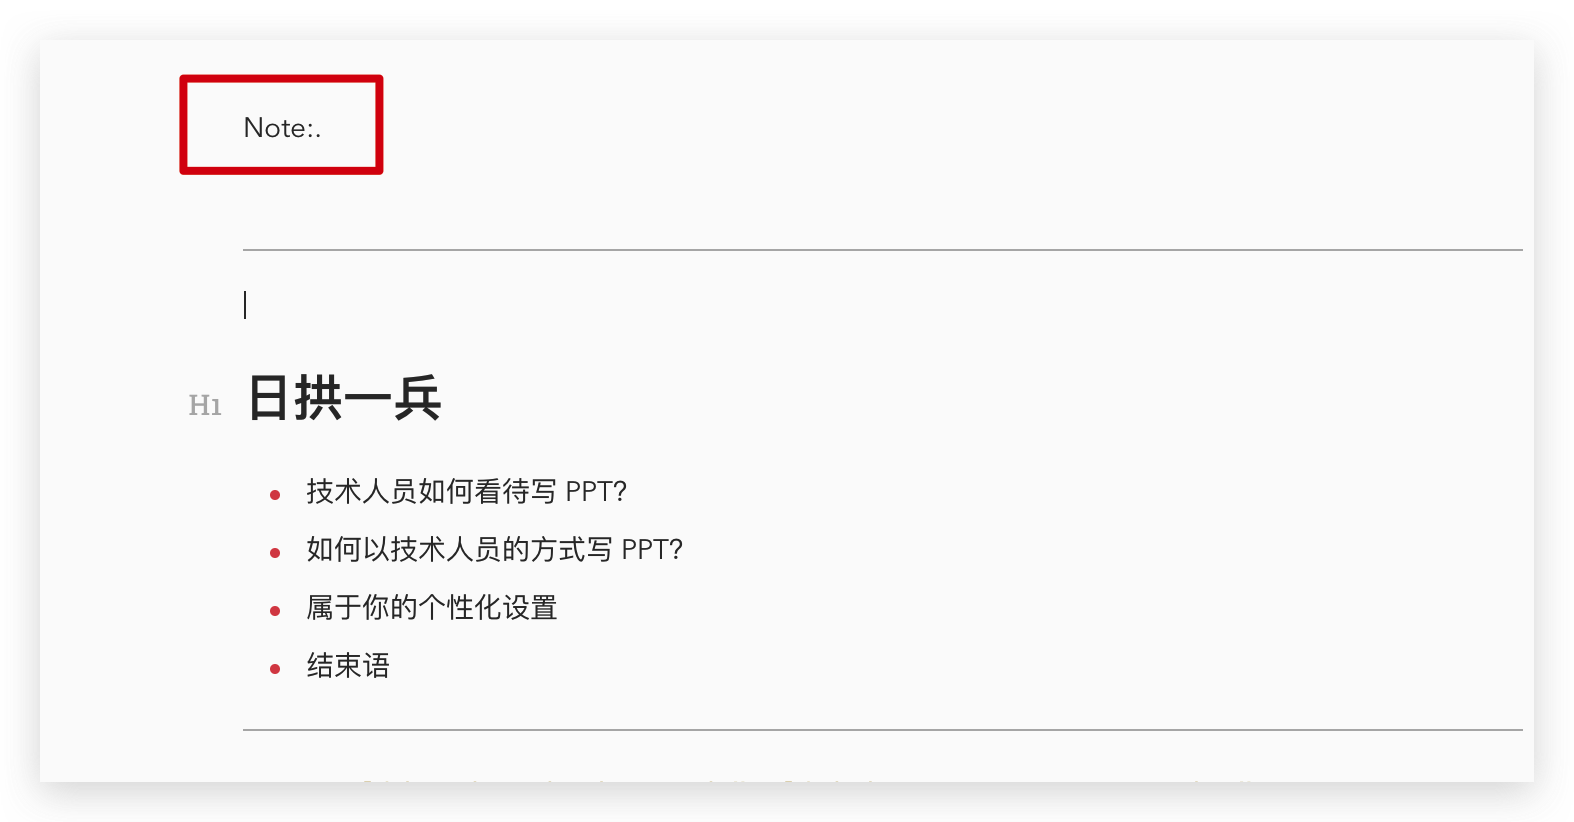 Note:.
H1 日拱一兵
技术人员如何看待写 PPT？
如何以技术人员的方式写 PPT？
属于你的个性化设置
结束语